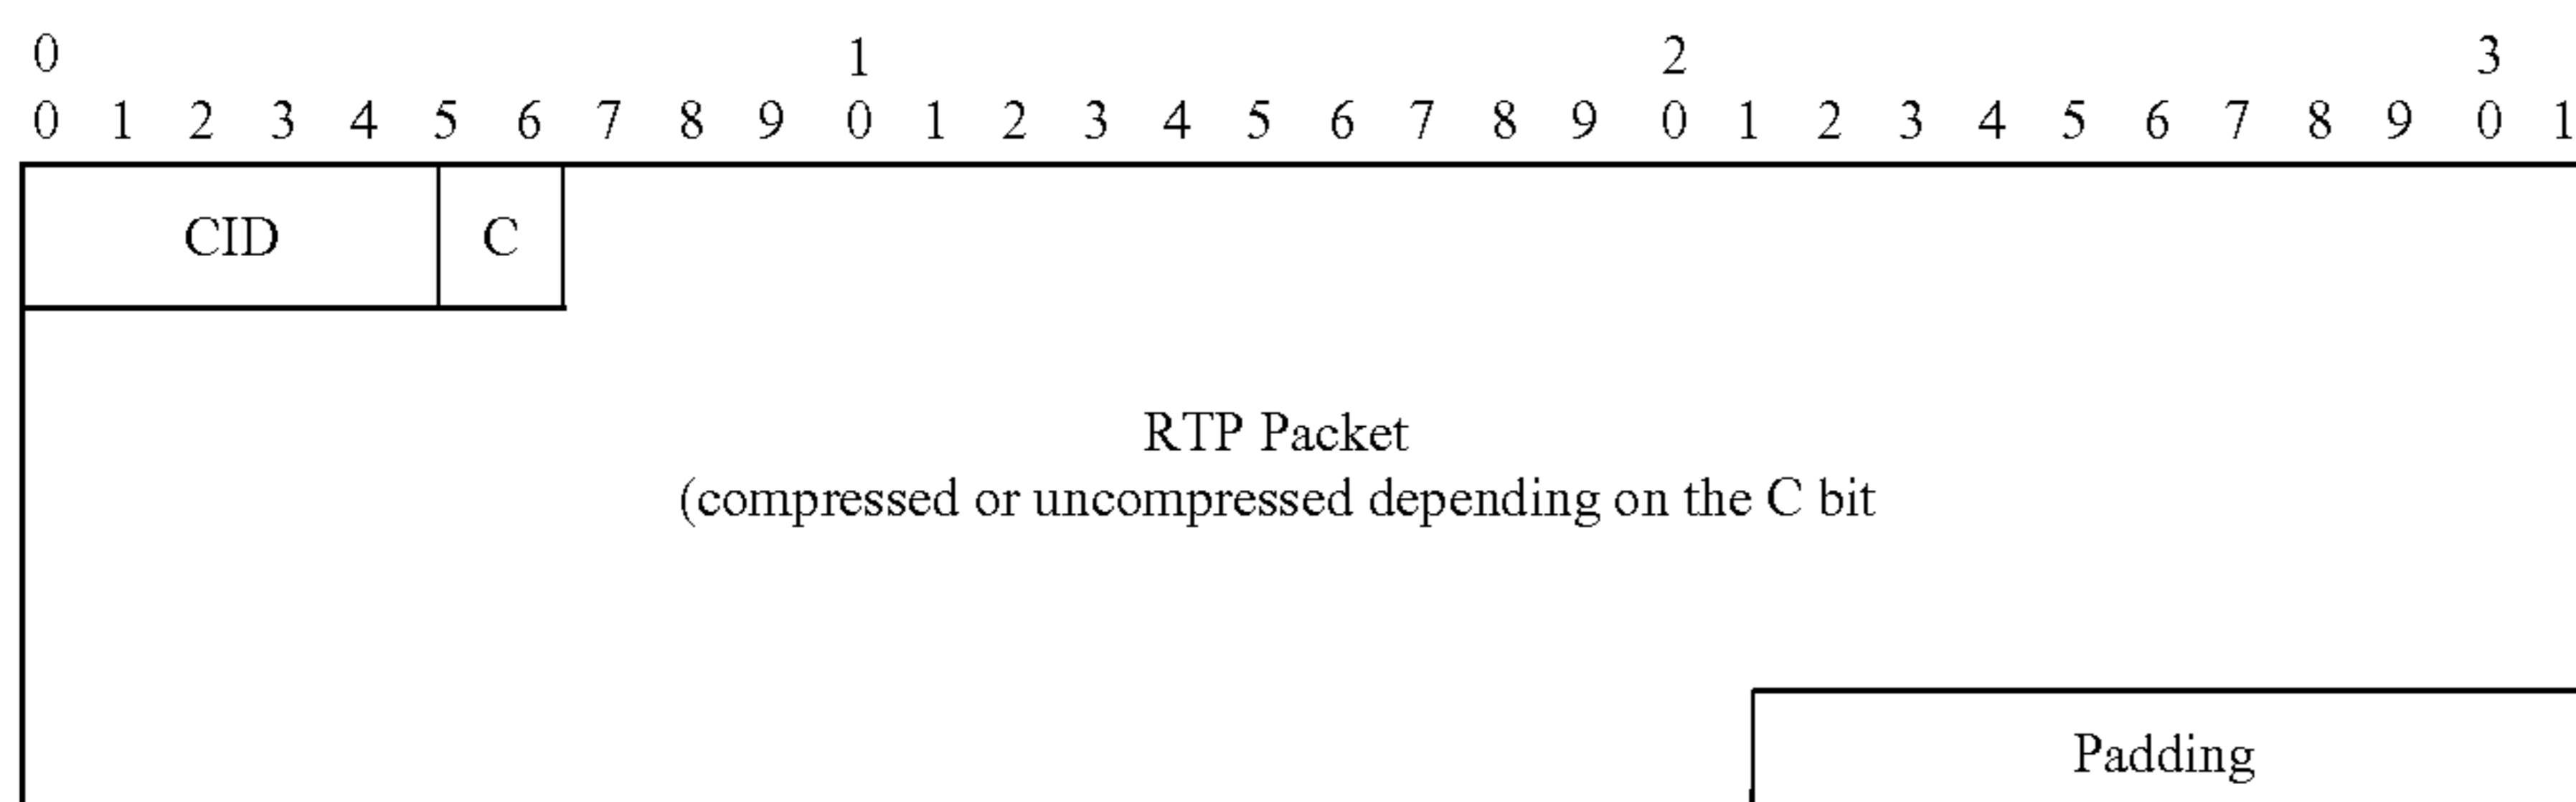 0 1 2 3
0 1 2 3 4 5 6 7 8 9 0 1 2 3 4 5 6 7 8 9 0 1 2 3 4 5 6 7 8 9 0 1
CID C
RTP Packet
(compressed or uncompressed depending on the C bit
Padding